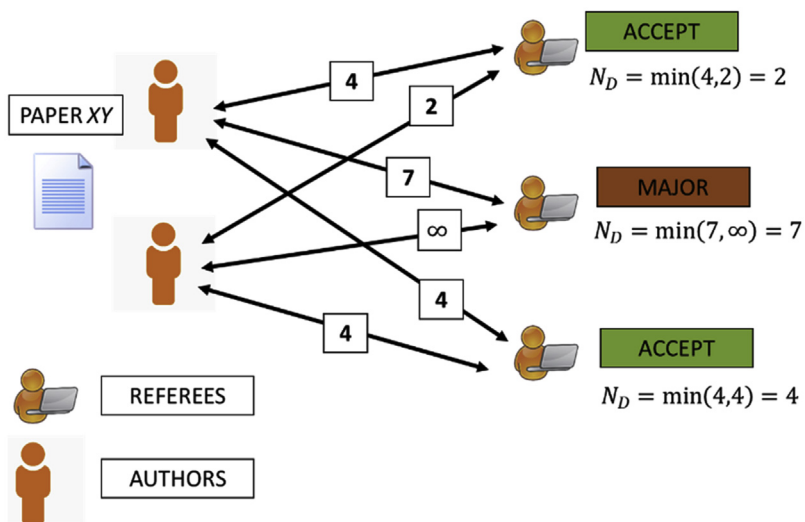 ACCEPT
4
N_D = min(4,2) = 2
PAPER XY
2
7
MAJOR
∞
N_D = min(7,∞) = 7
4
4
ACCEPT
REFEREES
N_D = min(4,4) = 4
AUTHORS